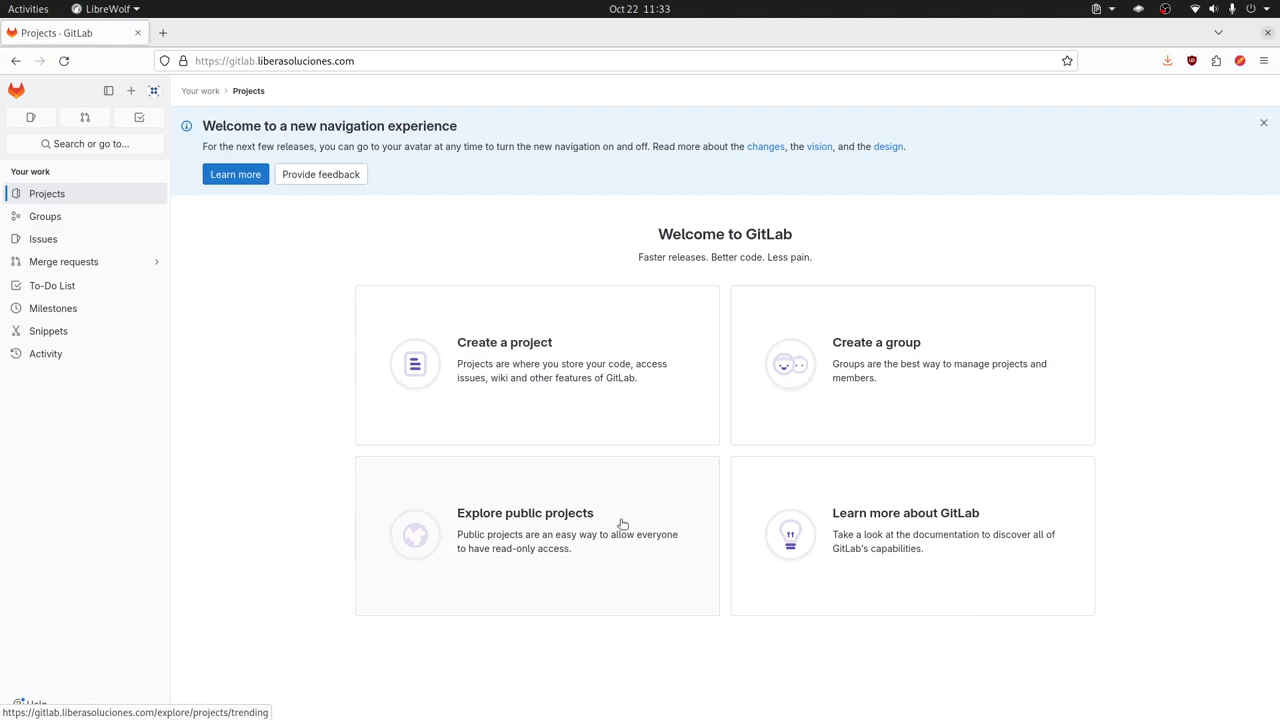 Activities
LibreWolf
Oct 22 11:33
Projects · GitLab
https://gitlab.liberasoluciones.com
Your work
Projects
Search or go to...
Welcome to a new navigation experience
For the next few releases, you can go to your avatar at any time to turn the new navigation on and off. Read more about the changes, the vision, and the design.
Learn more
Provide feedback
Your work
Projects
Groups
Issues
Merge requests
To-Do List
Milestones
Snippets
Activity
Welcome to GitLab
Faster releases. Better code. Less pain.
Create a project
Projects are where you store your code, access
issues, wiki and other features of GitLab.
Create a group
Groups are the best way to manage projects and
members.
Explore public projects
Public projects are an easy way to allow everyone
to have read-only access.
Learn more about GitLab
Take a look at the documentation to discover all of
GitLab's capabilities.
Help
https://gitlab.liberasoluciones.com/explore/projects/trending